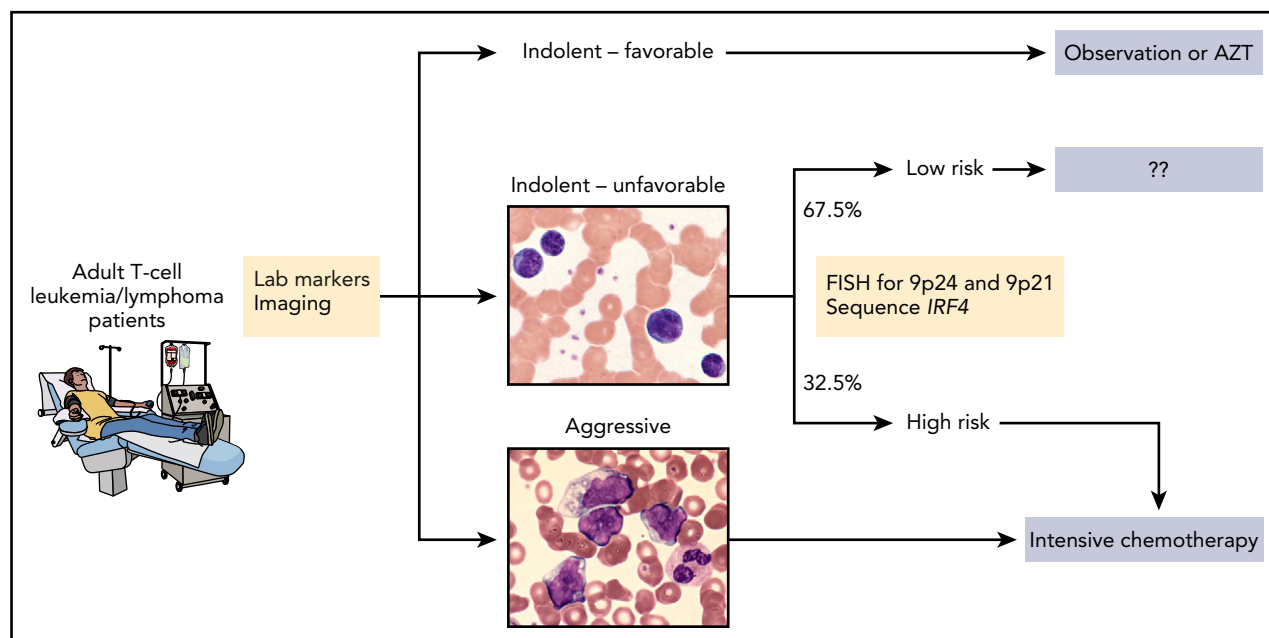 Indolent – favorable
Observation or AZT
Indolent – unfavorable
Low risk
??
67.5%
Adult T-cell
leukemia/lymphoma
patients
Lab markers
Imaging
FISH for 9p24 and 9p21
Sequence IRF4
32.5%
High risk
Aggressive
Intensive chemotherapy